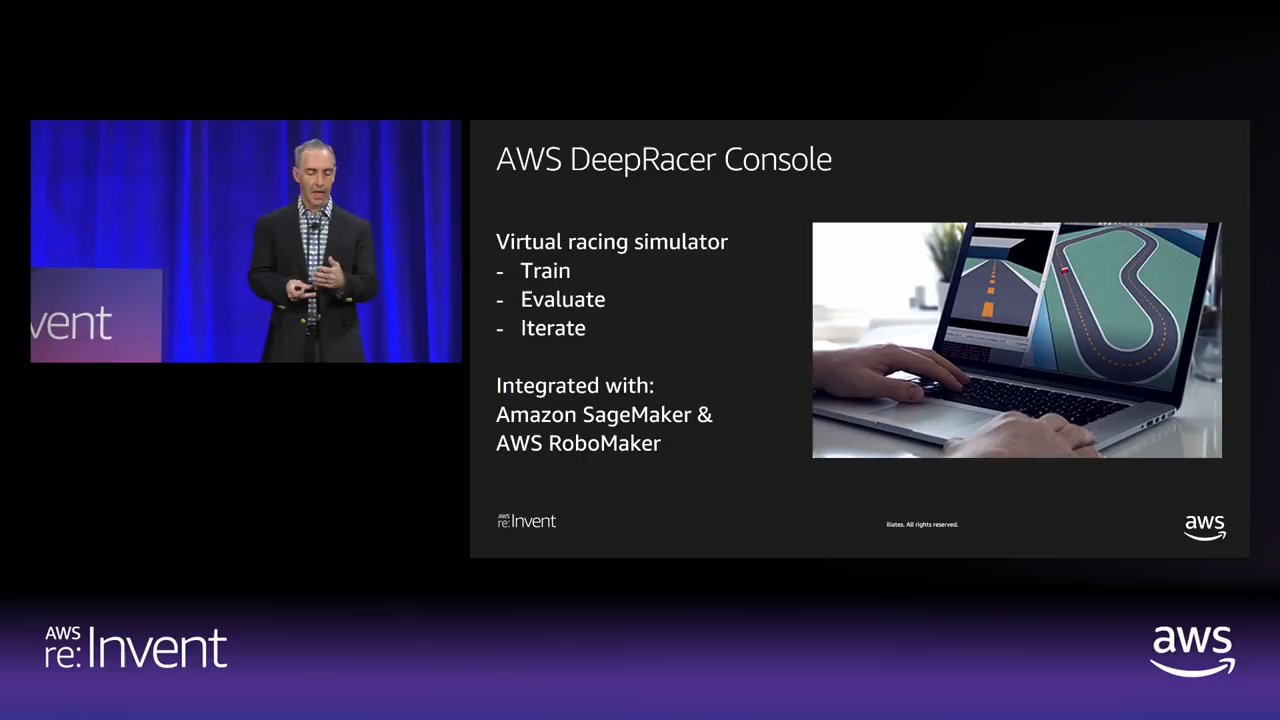 vent
AWS DeepRacer Console
Virtual racing simulator
- Train
- Evaluate
- Iterate
Integrated with:
Amazon SageMaker &
AWS RoboMaker
AWS
re:Invent
iliates. All rights reserved.
aws
AWS
re:Invent
aws